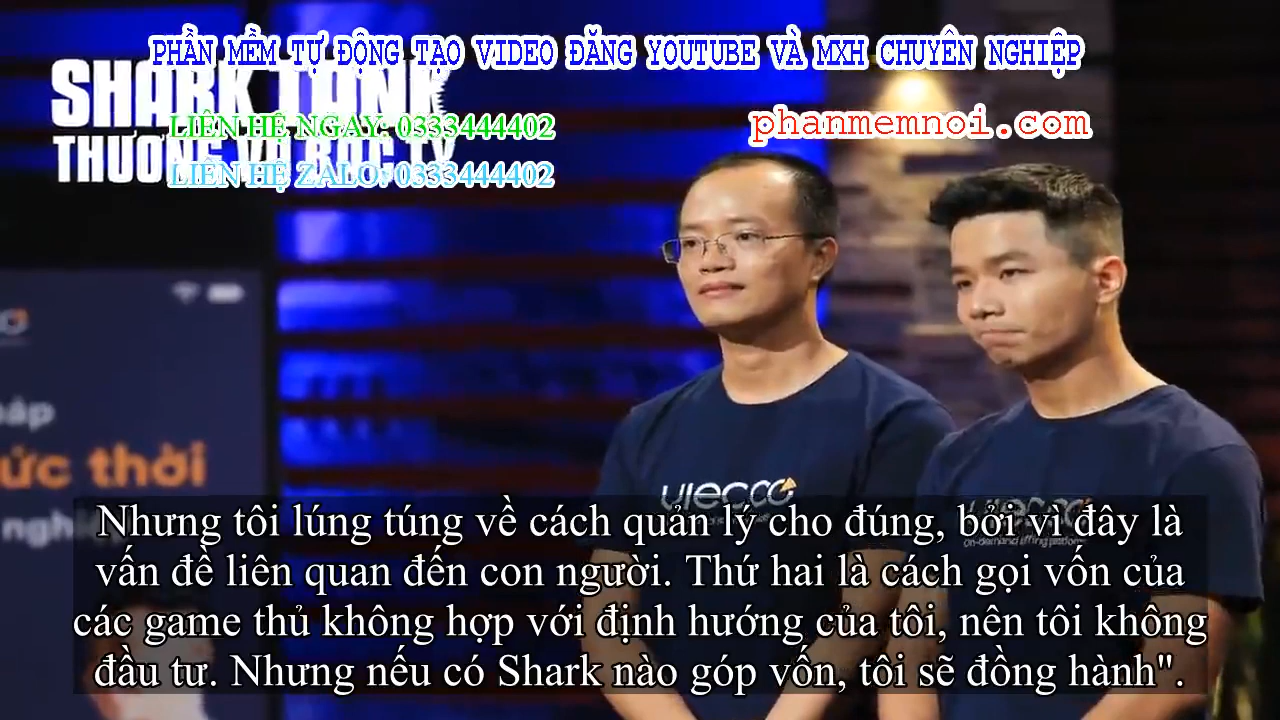 PHẦN MỀM TỰ ĐỘNG TẠO VIDEO ĐĂNG YOUTUBE VÀ MXH CHUYÊN NGHIỆP
SHARK TANK
LIÊN HỆ NGAY: 0333444402
phanmemnoi.com
THƯƠNG VỤ BẠC TỶ
LIÊN HỆ ZALO: 0333444402
ức thời
Nhưng tôi lúng túng về cách quản lý cho đúng, bởi vì đây là
vấn đề liên quan đến con người. Thứ hai là cách gọi vốn của
các game thủ không hợp với định hướng của tôi, nên tôi không
đầu tư. Nhưng nếu có Shark nào góp vốn, tôi sẽ đồng hành".